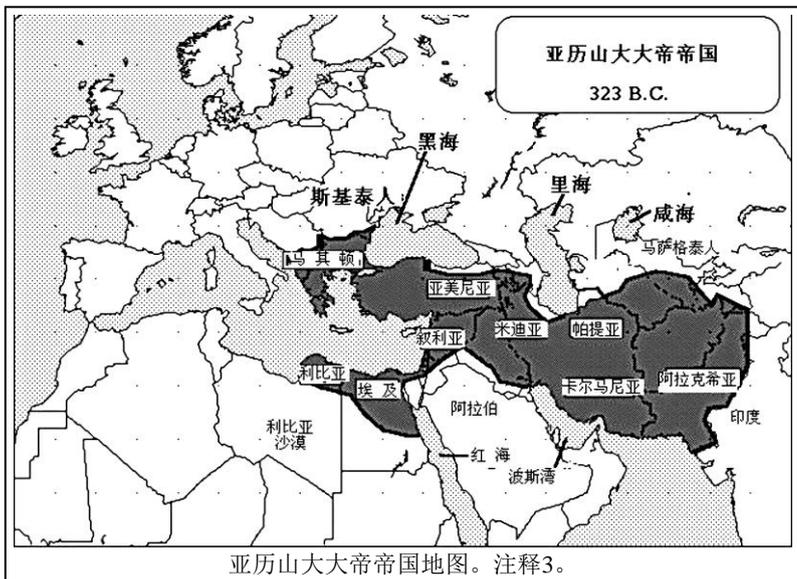 亚历山大大帝帝国
323 B.C.
黑海
里海
斯基泰人
咸海
马萨格泰人
马其顿
亚美尼亚
叙利亚
米迪亚
帕提亚
利比亚
埃及
卡尔马尼亚
阿拉克希亚
阿拉伯
印度
利比亚
沙漠
红海
波斯湾
亚历山大大帝帝国地图。注释3。